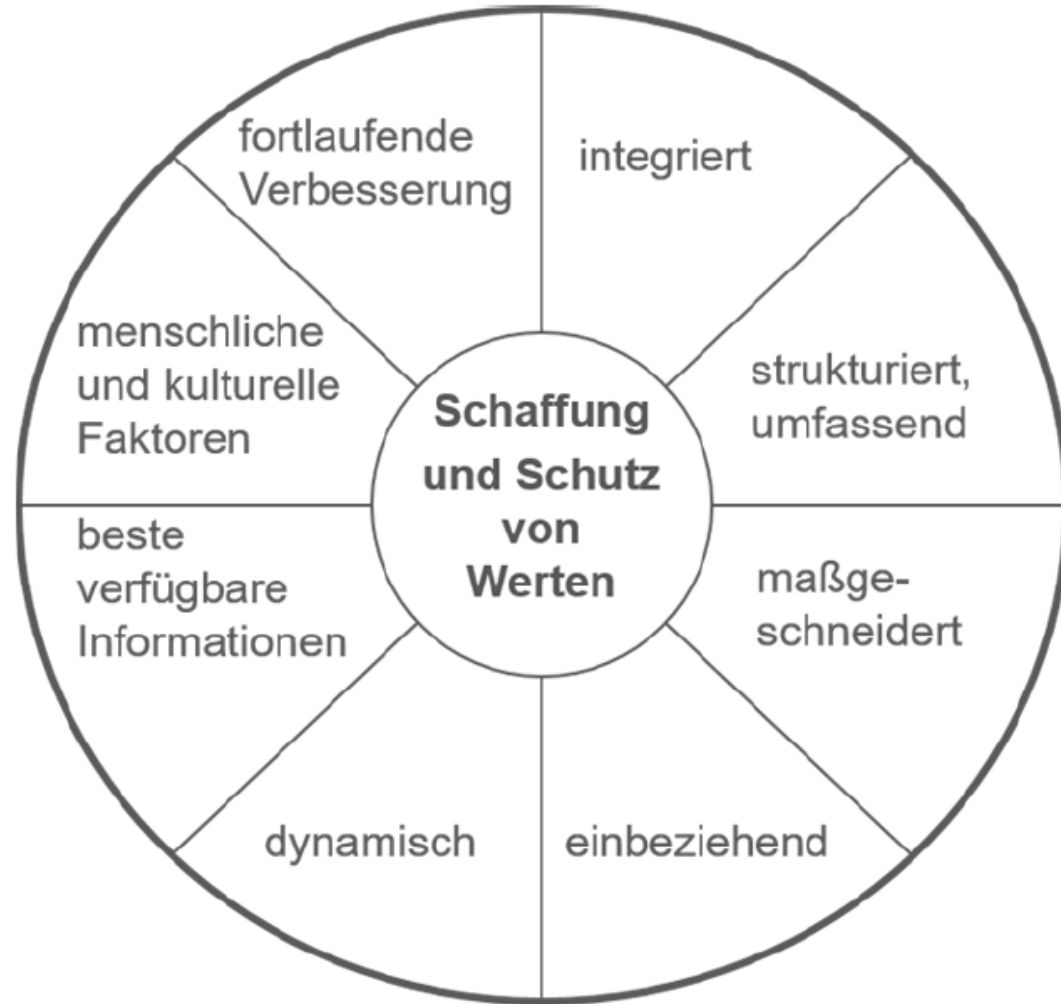 fortlaufende
Verbesserung
integriert
menschliche
und kulturelle
Faktoren
strukturiert,
umfassend
Schaffung
und Schutz
von
Werten
beste
verfügbare
Informationen
maßge-
schneidert
dynamisch
einbeziehend